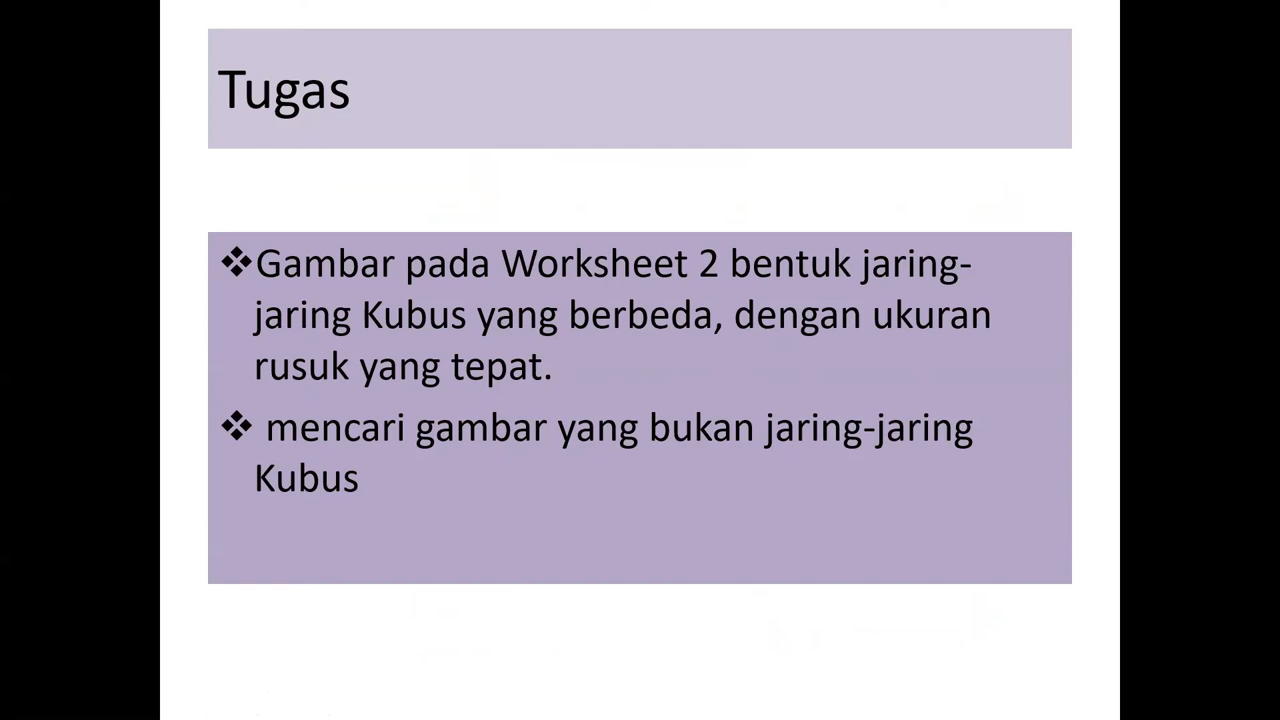 Tugas
❖Gambar pada Worksheet 2 bentuk jaring-
jaring Kubus yang berbeda, dengan ukuran
rusuk yang tepat.
❖ mencari gambar yang bukan jaring-jaring
Kubus